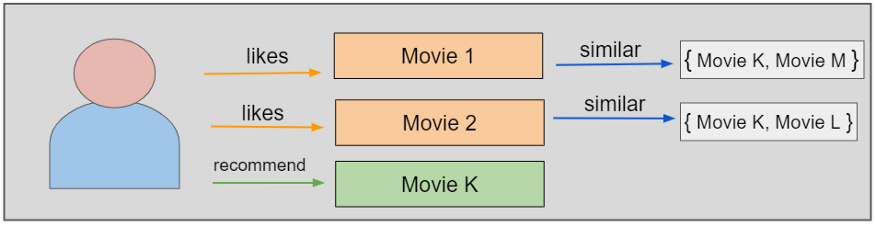 likes
Movie 1
similar
{ Movie K, Movie M }
likes
Movie 2
similar
{ Movie K, Movie L }
recommend
Movie K